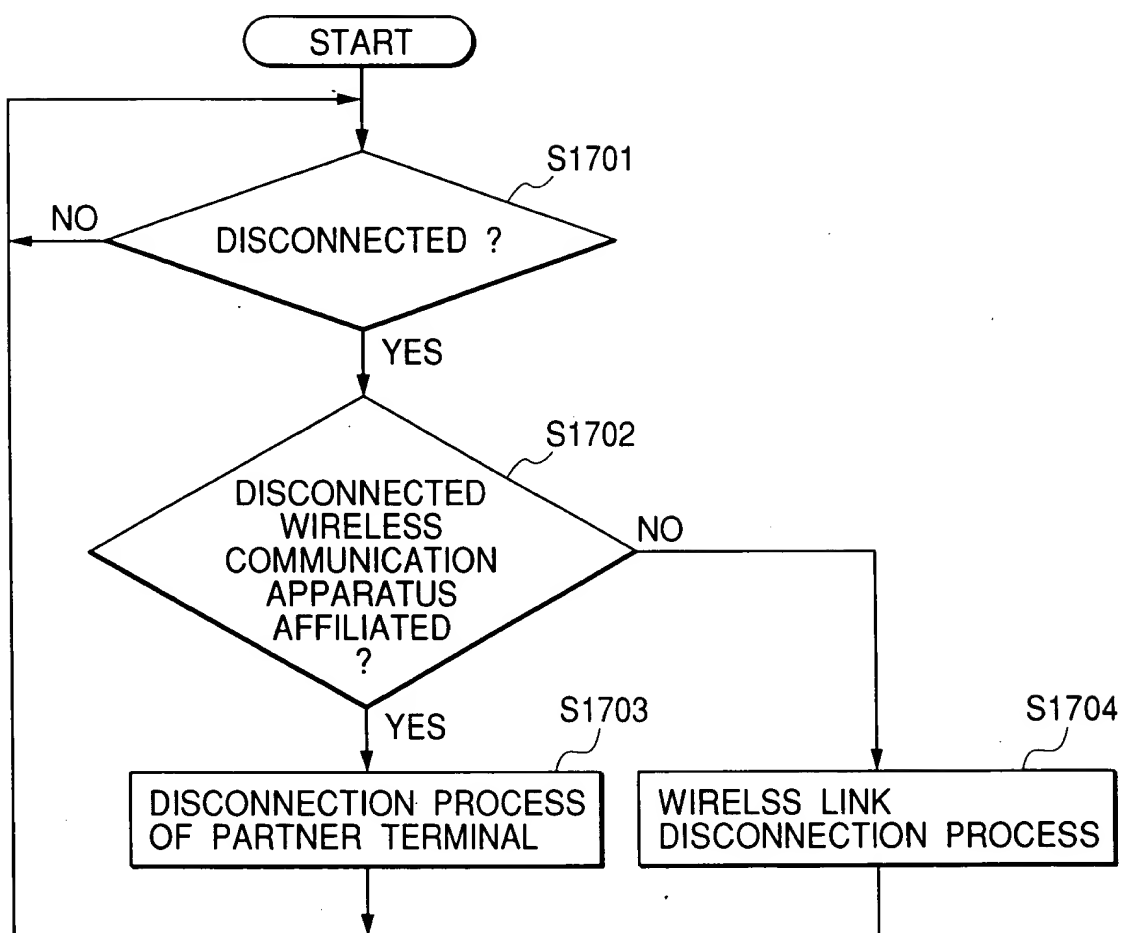 START
S1701
NO
DISCONNECTED ?
YES
S1702
DISCONNECTED
WIRELESS
COMMUNICATION
APPARATUS
AFFILIATED
?
NO
YES
S1703
S1704
DISCONNECTION PROCESS
OF PARTNER TERMINAL
WIRELSS LINK
DISCONNECTION PROCESS